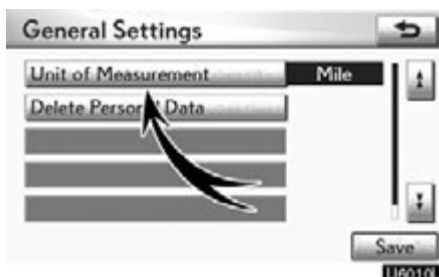 General Settings
Unit of Measurement Mile
Delete Personal Data
Save